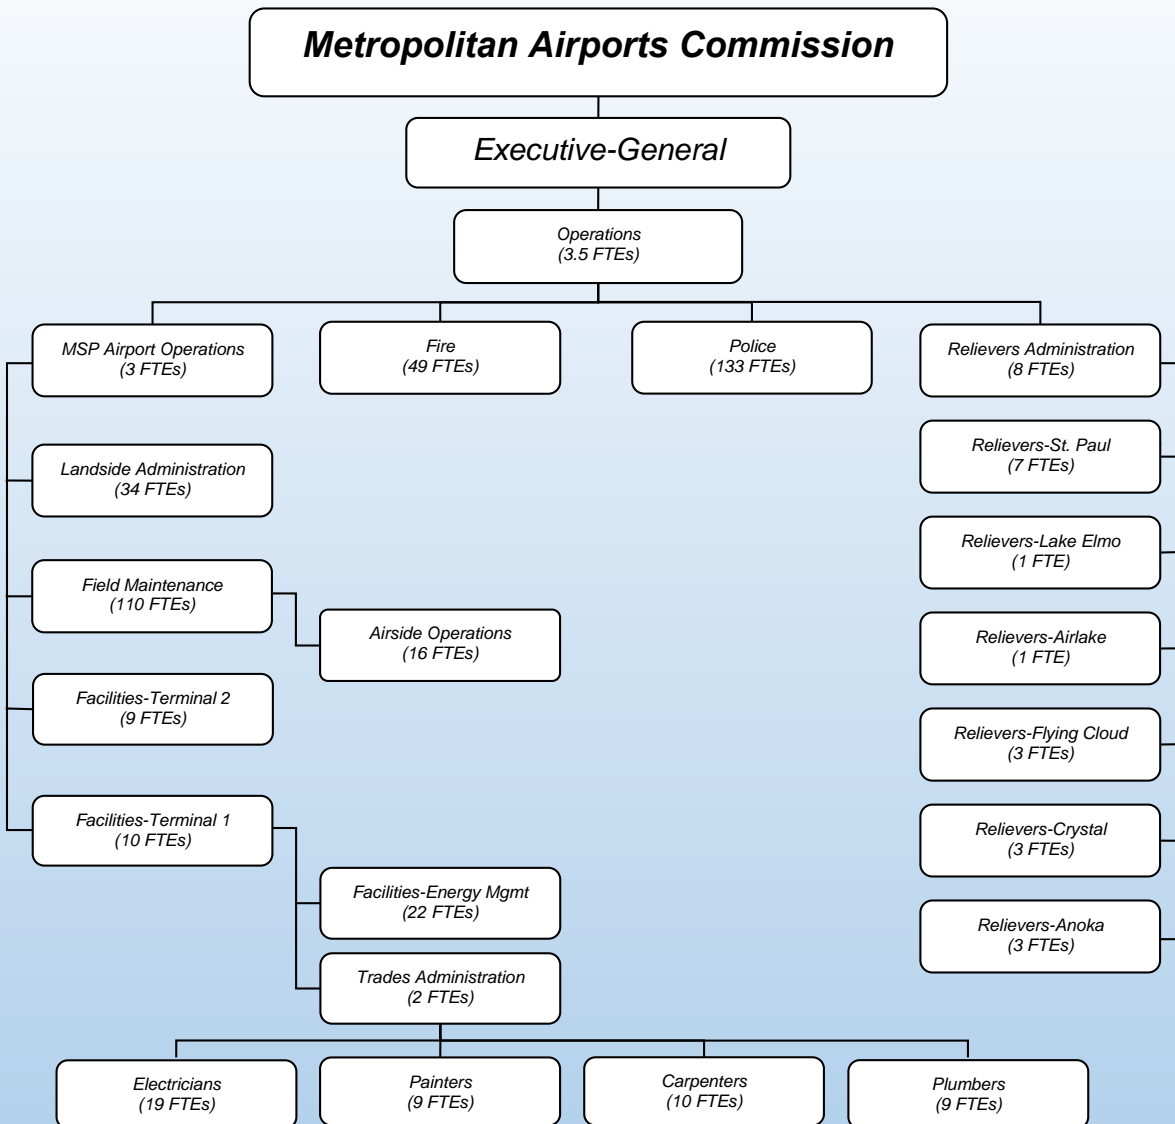 Metropolitan Airports Commission
Executive-General
Operations
(3.5 FTEs)
MSP Airport Operations
(3 FTEs)
Fire
(49 FTEs)
Police
(133 FTEs)
Relievers Administration
(8 FTEs)
Relievers-St. Paul
(7 FTEs)
Landside Administration
(34 FTEs)
Relievers-Lake Elmo
(1 FTE)
Field Maintenance
(110 FTEs)
Airside Operations
(16 FTEs)
Relievers-Airlake
(1 FTE)
Facilities-Terminal 2
(9 FTEs)
Relievers-Flying Cloud
(3 FTEs)
Facilities-Terminal 1
(10 FTEs)
Relievers-Crystal
(3 FTEs)
Facilities-Energy Mgmt
(22 FTEs)
Relievers-Anoka
(3 FTEs)
Trades Administration
(2 FTEs)
Electricians
(19 FTEs)
Painters
(9 FTEs)
Carpenters
(10 FTEs)
Plumbers
(9 FTEs)